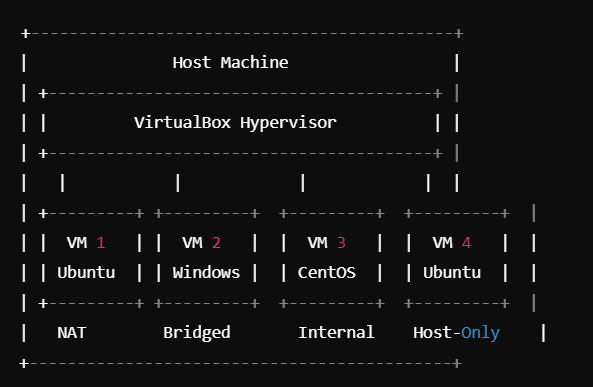 +--------------------------------------------+
|               Host Machine                 |
| +----------------------------------------+ |
| |         VirtualBox Hypervisor          | |
| +----------------------------------------+ |
|   |           |            |            |  |
| +---------+ +---------+  +---------+  +---------+  |
| |  VM 1   | |  VM 2   |  |  VM 3   |  |  VM 4   |  |
| | Ubuntu  | | Windows |  | CentOS  |  | Ubuntu  |  |
| +---------+ +---------+  +---------+  +---------+  |
|   NAT        Bridged       Internal    Host-Only    |
+--------------------------------------------+